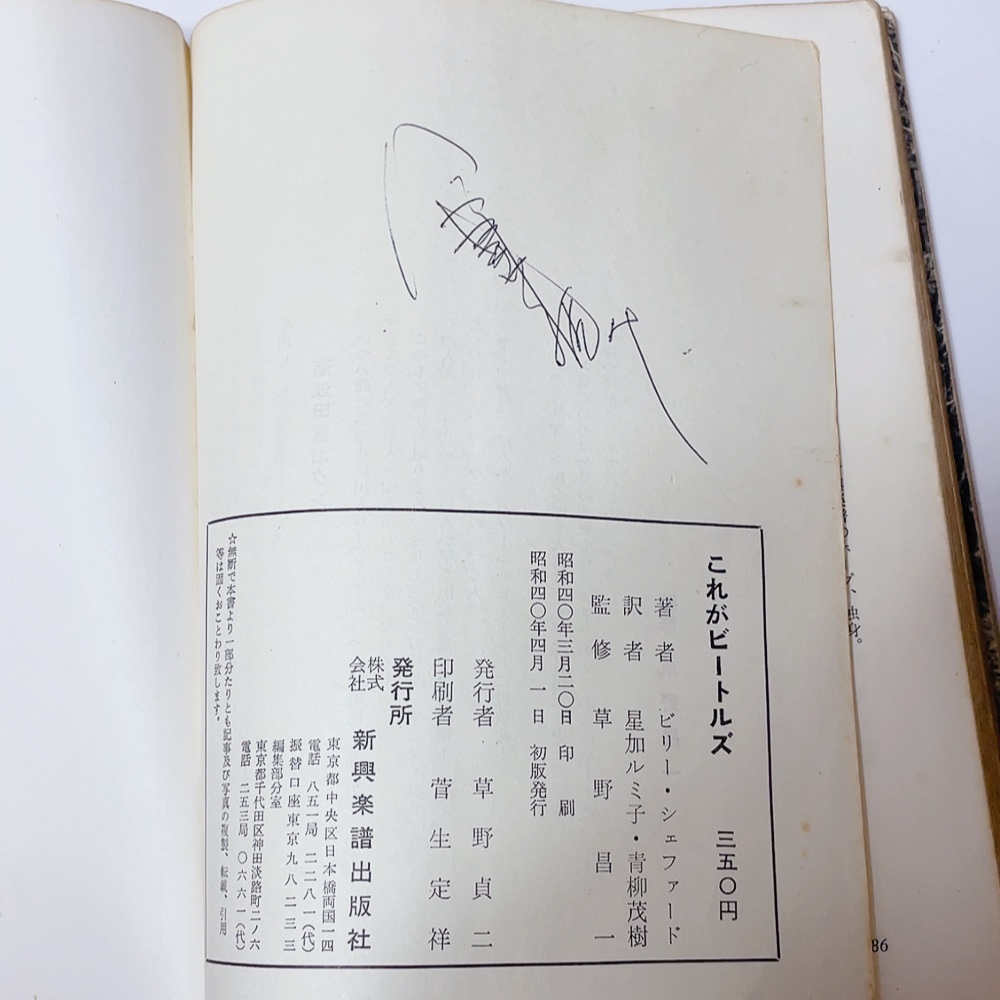 これがビートルズ　三五〇円
著者　ビリー・シェファード
訳者　星加ルミ子・青柳茂樹
監修　草野昌一
昭和四〇年三月二〇日　印刷
昭和四〇年四月一日　初版発行
発行者　草野貞二
印刷者　菅生定祥
発行所　株式会社　新興楽譜出版社
東京都中央区日本橋両国一四
電話　八五一局　二二八一(代)
振替口座東京九八二三三
編集部分室
東京都千代田区神田淡路町二ノ六
電話　二五三局　〇六六一(代)
☆無断で本書より一部分たりとも記事及び写真の複製、転載、引用
等は固くおことわり致します。
独身。
86